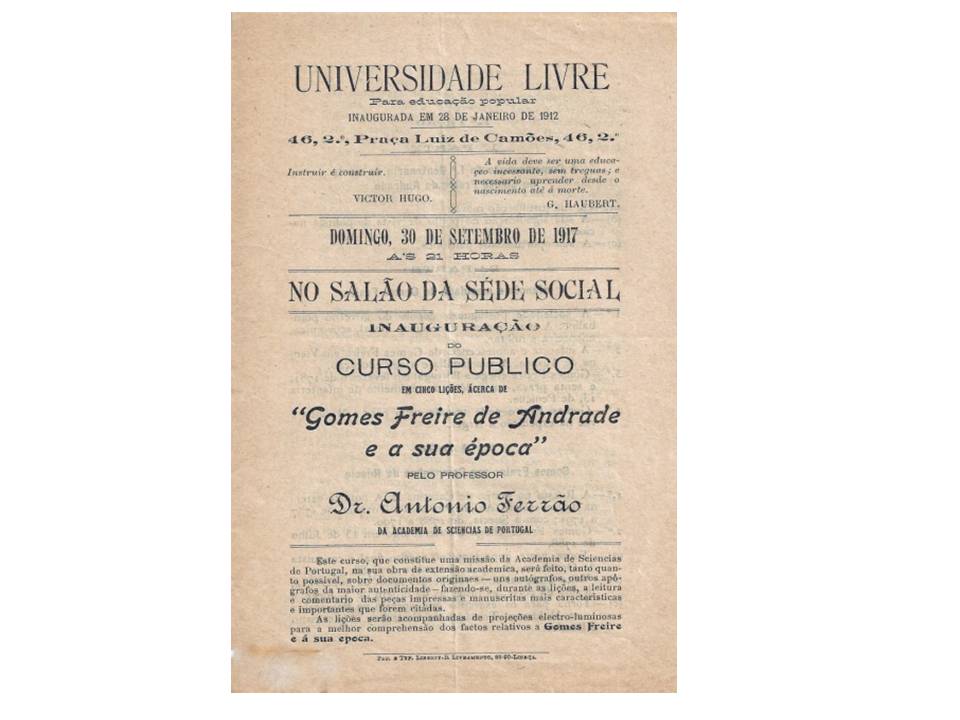 UNIVERSIDADE LIVRE
Para educação popular
INAUGURADA EM 28 DE JANEIRO DE 1912
46, 2.º, Praça Luiz de Camões, 46, 2.º
Instruir é construir.
VICTOR HUGO.
A vida deve ser uma educa-
ção incessante, sem treguas; e
necessario aprender desde o
nascimento até á morte.
G. HAUBERT.
DOMINGO, 30 DE SETEMBRO DE 1917
A'S 21 HORAS
NO SALÃO DA SÉDE SOCIAL
INAUGURAÇÃO
DO
CURSO PUBLICO
EM CINCO LIÇÕES, ÁCERCA DE
"Gomes Freire de Andrade
e a sua época"
PELO PROFESSOR
Dr. Antonio Ferrão
DA ACADEMIA DE SCIENCIAS DE PORTUGAL
Este curso, que constitue uma missão da Academia de Sciencias
de Portugal, na sua obra de extensão academica, será feito, tanto quan-
to possivel, sobre documentos originaes — uns autógrafos, outros apó-
grafos da maior autenticidade — fazendo-se, durante as lições, a leitura
e comentario das peças impressas e manuscritas mais caracteristicas
e importantes que forem citadas.
As lições serão acompanhadas de projeções electro-luminosas
para a melhor comprehensão dos factos relativos a Gomes Freire
e á sua epoca.